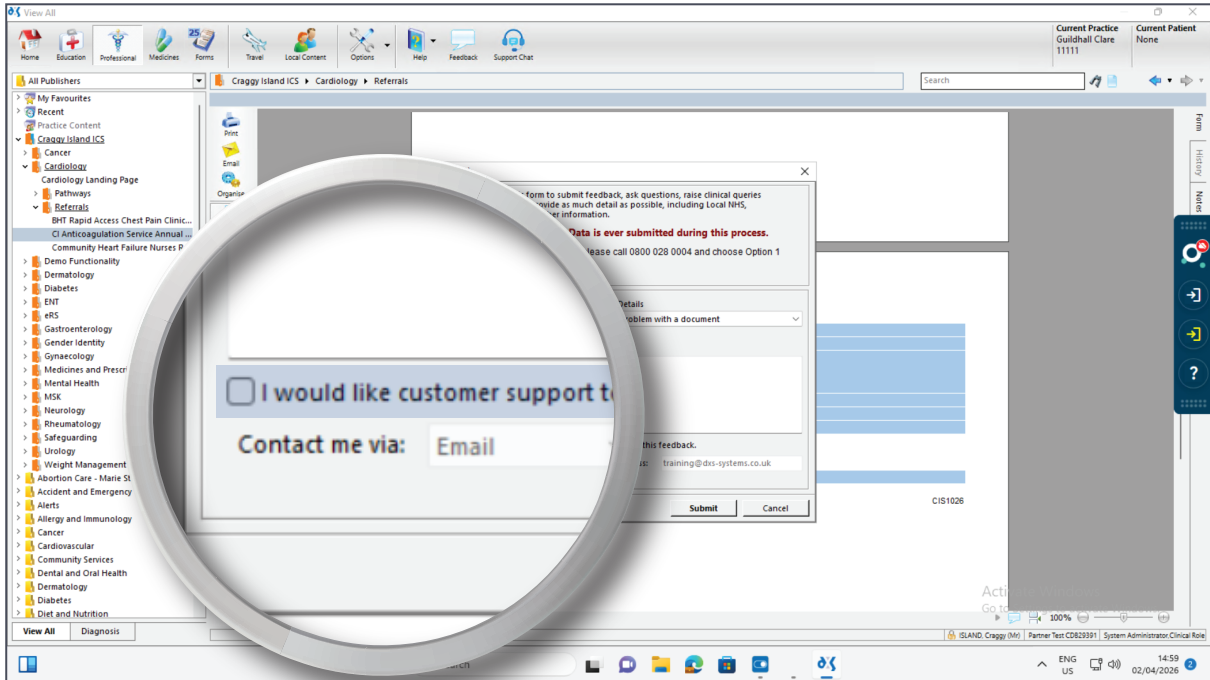 View All
Home
Education
Professional
Medicines
25
Forms
Travel
Local Content
Options
Help
Feedback
Support Chat
Current Practice
Guildhall Clare
11111
Current Patient
None
All Publishers
Craggy Island ICS
Cardiology
Referrals
Search
My Favourites
Recent
Practice Content
Craggy Island ICS
Cancer
Cardiology
Cardiology Landing Page
Pathways
Referrals
BHT Rapid Access Chest Pain Clinic...
CI Anticoagulation Service Annual ...
Community Heart Failure Nurses R
Demo Functionality
Dermatology
Diabetes
ENT
eRS
Gastroenterology
Gender Identity
Gynaecology
Medicines and Prescr
Mental Health
MSK
Neurology
Rheumatology
Safeguarding
Urology
Weight Management
Abortion Care - Marie St
Accident and Emergency
Alerts
Allergy and Immunology
Cancer
Cardiovascular
Community Services
Dental and Oral Health
Dermatology
Diabetes
Diet and Nutrition
View All
Diagnosis
Print
Email
Organise
form to submit feedback, ask questions, raise clinical queries
ovide as much detail as possible, including Local NHS,
er information.
Data is ever submitted during this process.
lease call 0800 028 0004 and choose Option 1
Details
roblem with a document
I would like customer support to
Contact me via:
Email
this feedback.
training@dxs-systems.co.uk
Submit
Cancel
CIS1026
Form
History
Notes
?
Go to
100%
ISLAND, Craggy (Mr)
Partner Test CDB29391
System Administrator,Clinical Role
ENG
US
14:59
02/04/2026
2